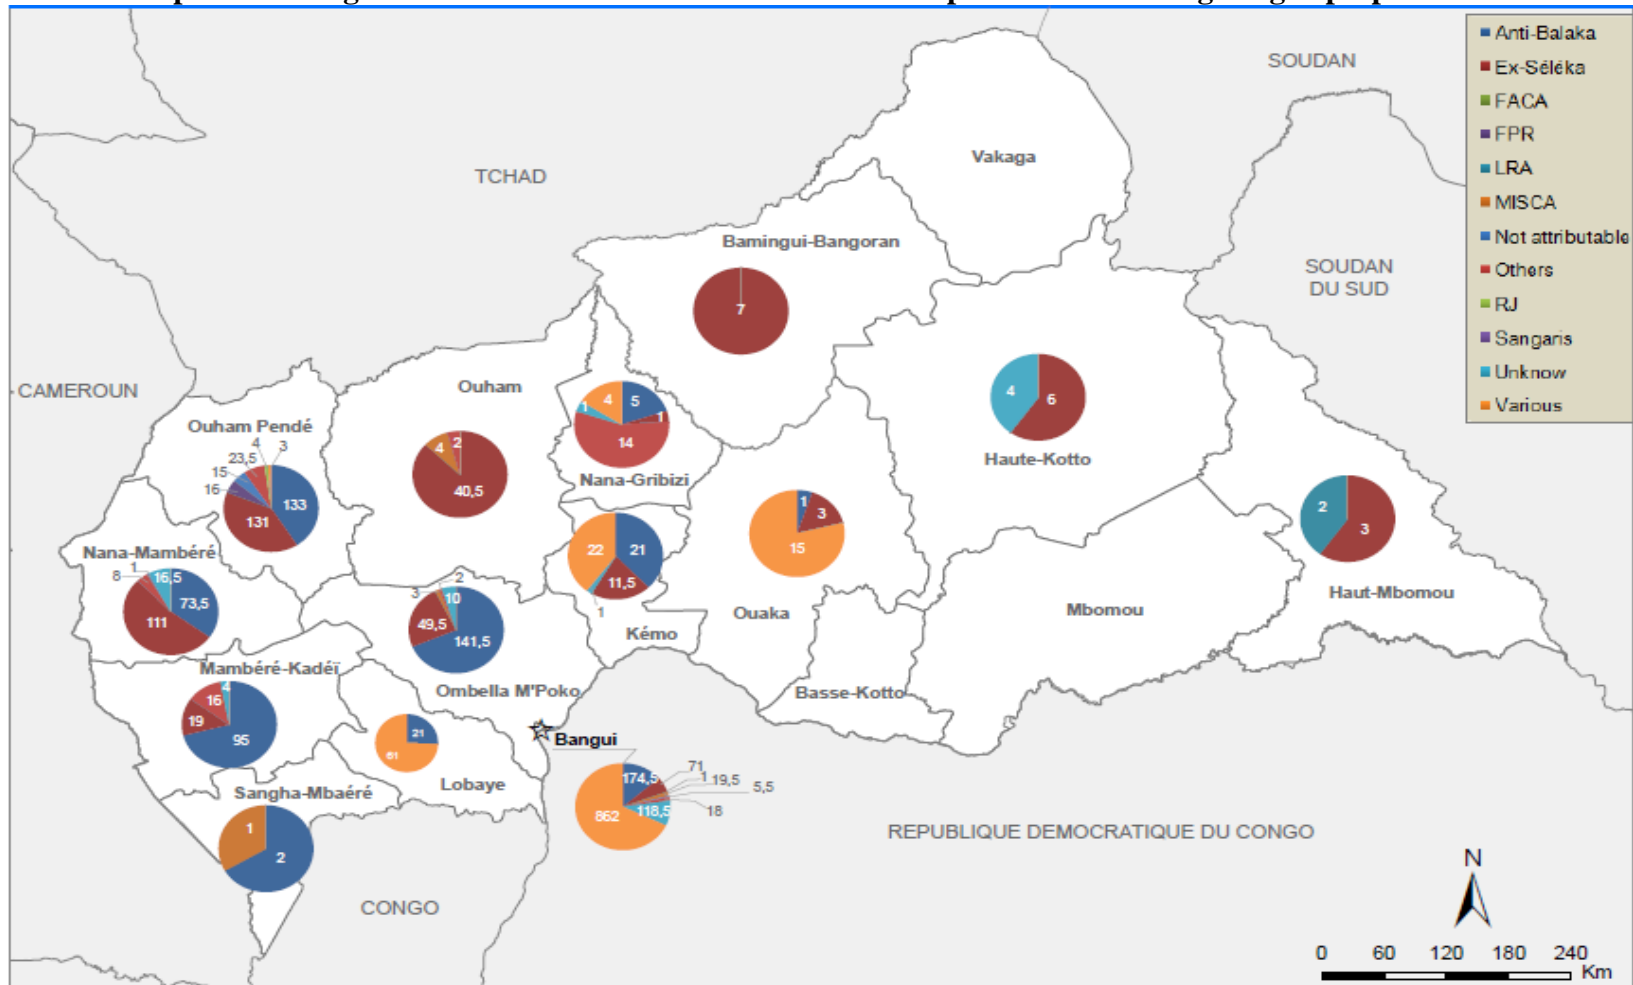 Anti-Balaka
Ex-Séléka
FACA
FPR
LRA
MISCA
Not attributable
Others
RJ
Sangaris
Unknow
Various
SOUDAN
TCHAD
Vakaga
Bamingui-Bangoran
7
SOUDAN
DU SUD
CAMEROUN
Ouham
4
2
40,5
5
1
14
1
4
Nana-Gribizi
4
6
Haute-Kotto
Ouham Pendé
4
3
23,5
15
16
133
131
1
3
15
Ouaka
2
3
Haut-Mbomou
Nana-Mambéré
1
8
16,5
73,5
111
22
21
11,5
1
Kémo
2
3
10
49,5
141,5
Ombella M'Poko
Mbomou
Basse-Kotto
Mambéré-Kadéï
4
16
19
95
21
61
Lobaye
Bangui
174,5
71
1
19,5
5,5
18
118,5
862
Sangha-Mbaéré
1
2
REPUBLIQUE DEMOCRATIQUE DU CONGO
CONGO
N
0 60 120 180 240
Km